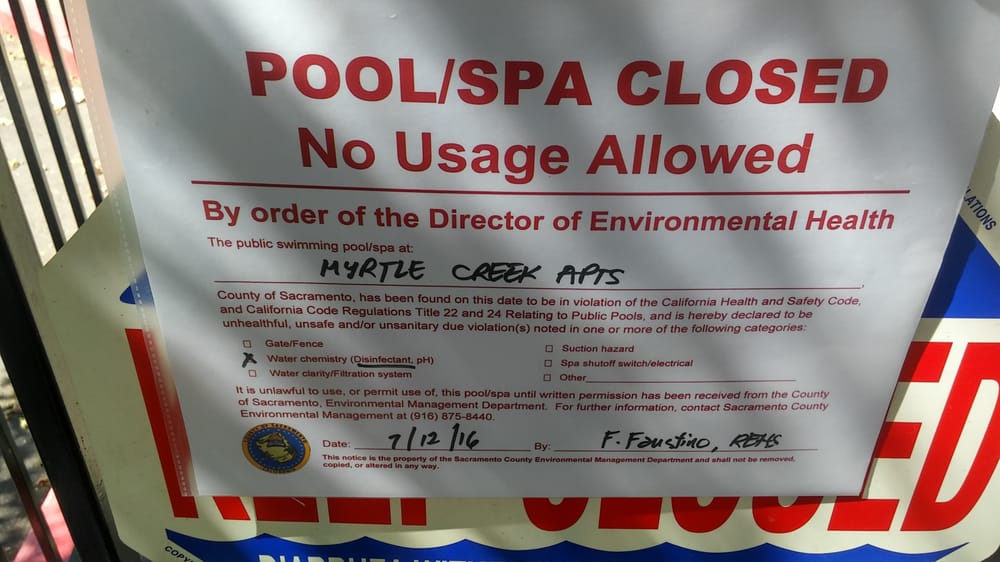 POOL/SPA CLOSED
No Usage Allowed
By order of the Director of Environmental Health
The public swimming pool/spa at:
MYRTLE CREEK APTS
County of Sacramento, has been found on this date to be in violation of the California Health and Safety Code,
and California Code Regulations Title 22 and 24 Relating to Public Pools, and is hereby declared to be
unhealthful, unsafe and/or unsanitary due violation(s) noted in one or more of the following categories:
Gate/Fence
X Water chemistry (Disinfectant, pH)
Water clarity/Filtration system
Suction hazard
Spa shutoff switch/electrical
Other
It is unlawful to use, or permit use of, this pool/spa until written permission has been received from the County
of Sacramento, Environmental Management Department. For further information, contact Sacramento County
Environmental Management at (916) 875-8440.
Date: 7/12/16 By: F. Faustino, REHS
This notice is the property of the Sacramento County Environmental Management Department and shall not be removed,
copied, or altered in any way.
KEEP CLOSED